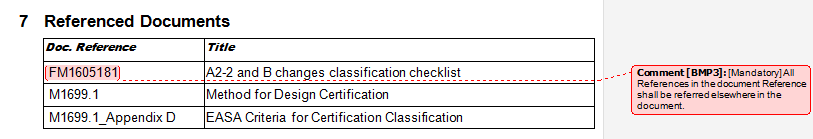 7 Referenced Documents
Doc. Reference Title
FM1605181 A2-2 and B changes classification checklist
M1699.1 Method for Design Certification
M1699.1_Appendix D EASA Criteria for Certification Classification
Comment [BMP3]: [Mandatory] All
References in the document Reference
shall be referred elsewhere in the
document.